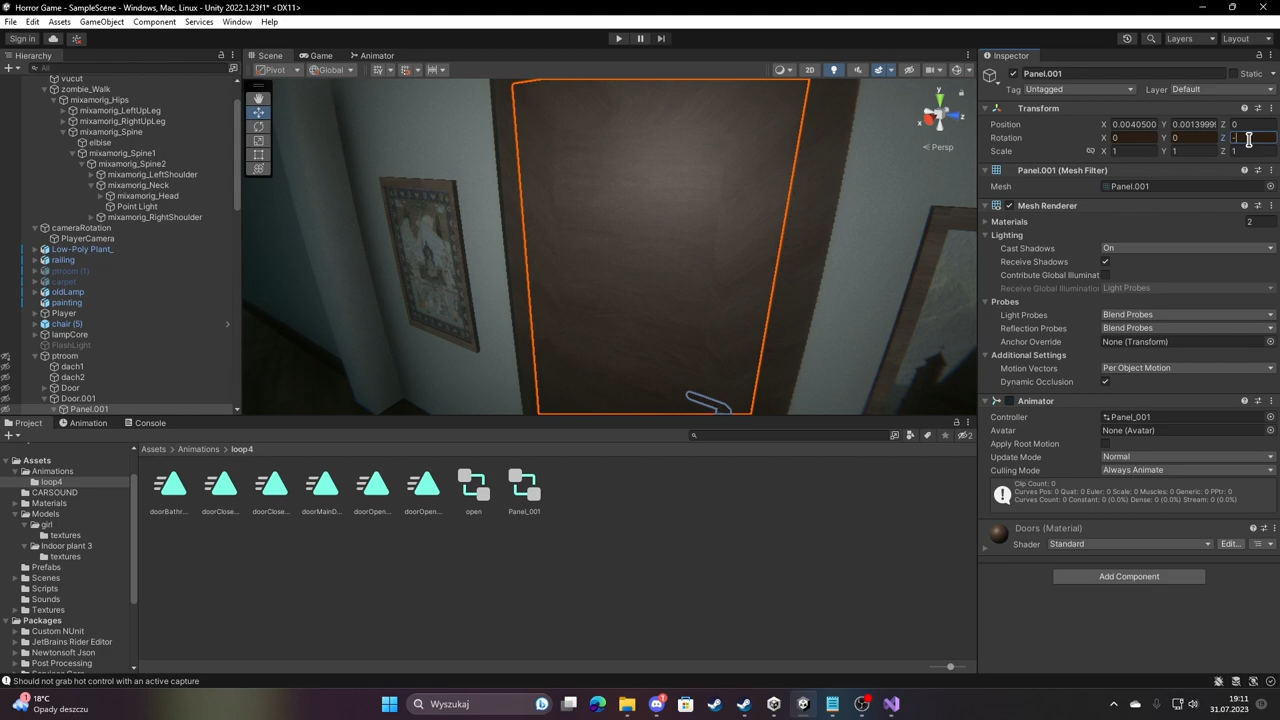 Horror Game - SampleScene - Windows, Mac, Linux - Unity 2022.1.23f1* <DX11>
File Edit Assets GameObject Component Services Window Help
Sign in
Layers
Layout
Hierarchy
All
vucut
zombie_Walk
mixamorig_Hips
mixamorig_LeftUpLeg
mixamorig_RightUpLeg
mixamorig_Spine
elbise
mixamorig_Spine1
mixamorig_Spine2
mixamorig_LeftShoulder
mixamorig_Neck
mixamorig_Head
Point Light
mixamorig_RightShoulder
cameraRotation
PlayerCamera
Low-Poly Plant_
railing
ptroom (1)
carpet
oldLamp
painting
Player
chair (5)
lampCore
FlashLight
ptroom
dach1
dach2
Door
Door.001
Panel.001
Scene Game Animator
Pivot Global
2D
y
x
z
Persp
Inspector
Panel.001
Static
Tag Untagged Layer Default
Transform
Position X 0.0040500 Y 0.0013999 Z 0
Rotation X 0 Y 0 Z -
Scale X 1 Y 1 Z 1
Panel.001 (Mesh Filter)
Mesh Panel.001
Mesh Renderer
Materials 2
Lighting
Cast Shadows On
Receive Shadows
Contribute Global Illuminat
Receive Global Illumination Light Probes
Probes
Light Probes Blend Probes
Reflection Probes Blend Probes
Anchor Override None (Transform)
Additional Settings
Motion Vectors Per Object Motion
Dynamic Occlusion
Animator
Controller Panel_001
Avatar None (Avatar)
Apply Root Motion
Update Mode Normal
Culling Mode Always Animate
Clip Count: 0
Curves Pos: 0 Quat: 0 Euler: 0 Scale: 0 Muscles: 0 Generic: 0 PPtr: 0
Curves Count: 0 Constant: 0 (0.0%) Dense: 0 (0.0%) Stream: 0 (0.0%)
Doors (Material)
Shader Standard Edit...
Add Component
Project Animation Console
2
Assets
Animations
loop4
CARSOUND
Materials
Models
girl
textures
Indoor plant 3
textures
Prefabs
Scenes
Scripts
Sounds
Textures
Packages
Custom NUnit
JetBrains Rider Editor
Newtonsoft Json
Post Processing
Assets > Animations > loop4
doorBathr...
doorClose...
doorClose...
doorMainD...
doorOpen...
doorOpen...
open
Panel_001
Should not grab hot control with an active capture
18°C
Opady deszczu
Wyszukaj
19:11
31.07.2023